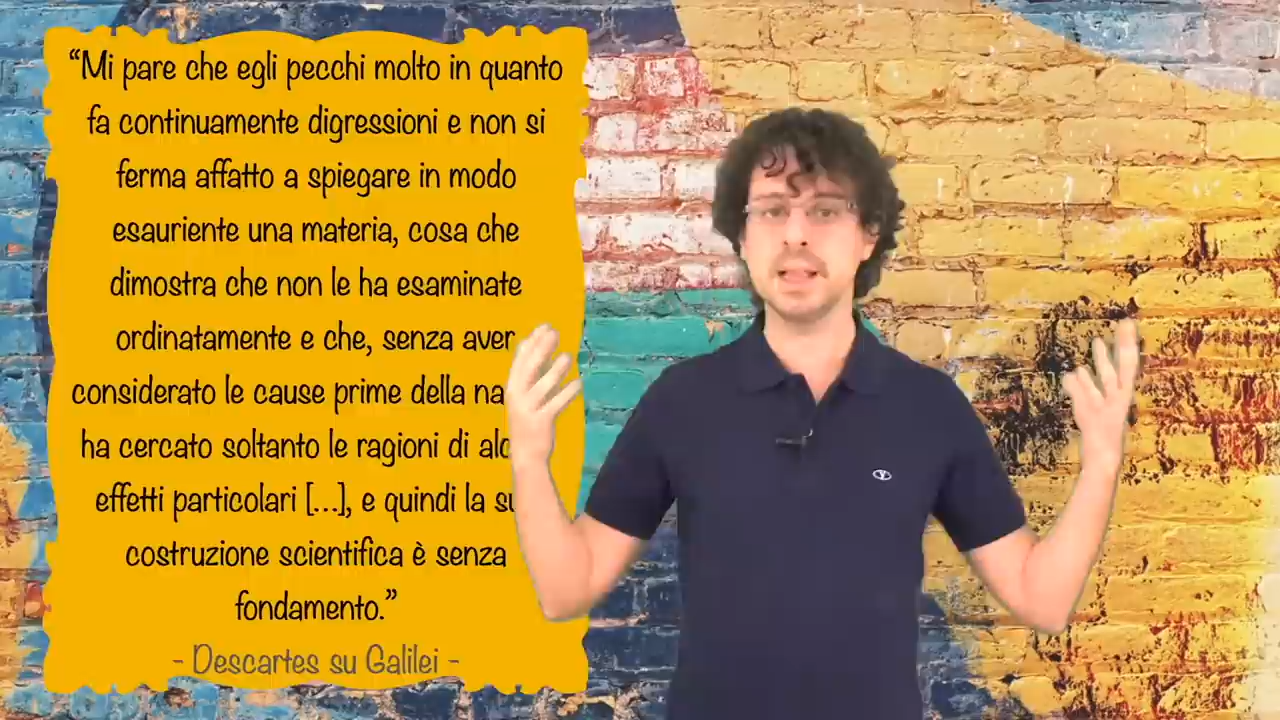 “Mi pare che egli pecchi molto in quanto
fa continuamente digressioni e non si
ferma affatto a spiegare in modo
esauriente una materia, cosa che
dimostra che non le ha esaminate
ordinatamente e che, senza aver
considerato le cause prime della
ha cercato soltanto le ragioni di
effetti particolari [...], e quindi la
costruzione scientifica è senza
fondamento.”
- Descartes su Galilei -